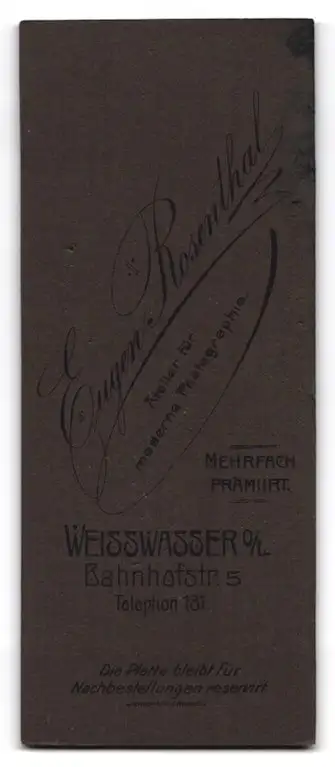 Eugen Rosenthal
Atelier für
moderne Photographie
MEHRFACH
PRÄMIIRT.
WEISSWASSER O/L.
Bahnhofstr. 5
Telephon 131.
Die Platte bleibt für
Nachbestellungen reservirt